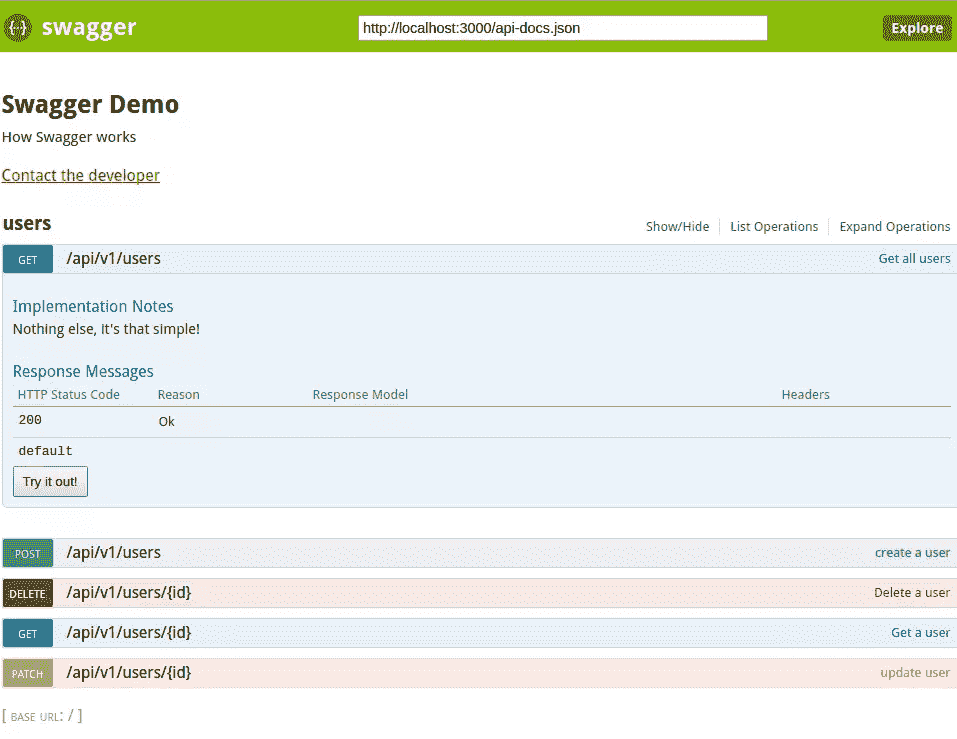 {···} swagger http://localhost:3000/api-docs.json Explore
Swagger Demo
How Swagger works
Contact the developer
users Show/Hide List Operations Expand Operations
GET /api/v1/users Get all users
Implementation Notes
Nothing else, it's that simple!
Response Messages
HTTP Status Code Reason Response Model Headers
200 Ok
default
Try it out!
POST /api/v1/users create a user
DELETE /api/v1/users/{id} Delete a user
GET /api/v1/users/{id} Get a user
PATCH /api/v1/users/{id} update user
[ BASE URL: / ]